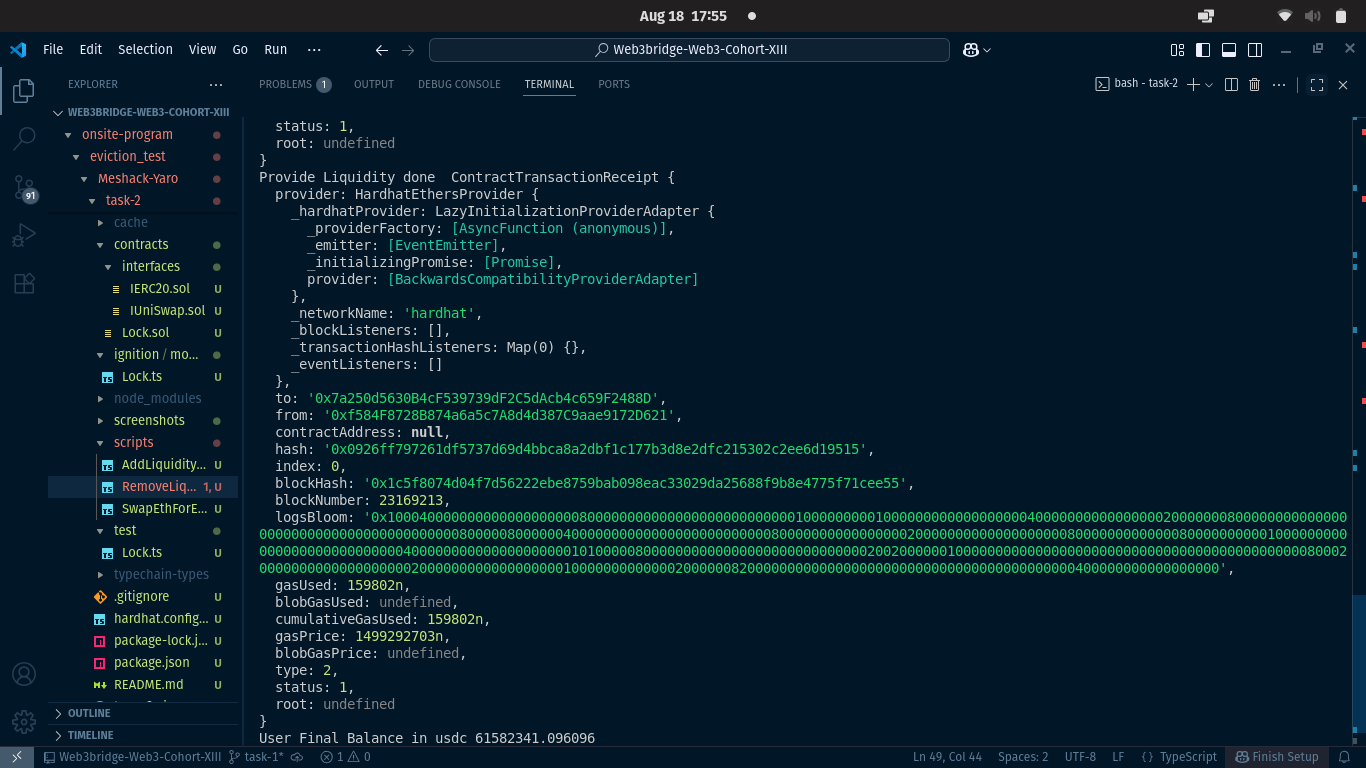 Aug 18 17:55
File Edit Selection View Go Run ···
Web3bridge-Web3-Cohort-XIII
EXPLORER ···
PROBLEMS 1 OUTPUT DEBUG CONSOLE TERMINAL PORTS
bash - task-2
WEB3BRIDGE-WEB3-COHORT-XIII
onsite-program
eviction_test
Meshack-Yaro
task-2
cache
contracts
interfaces
IERC20.sol U
IUniSwap.sol U
Lock.sol U
ignition / mo...
Lock.ts U
node_modules
screenshots
scripts
AddLiquidity... U
RemoveLiq... 1, U
SwapEthForE... U
test
Lock.ts U
typechain-types
.gitignore U
hardhat.config... U
package-lock.j... U
package.json U
README.md U
OUTLINE
TIMELINE
91
status: 1,
root: undefined
}
Provide Liquidity done  ContractTransactionReceipt {
provider: HardhatEthersProvider {
_hardhatProvider: LazyInitializationProviderAdapter {
_providerFactory: [AsyncFunction (anonymous)],
_emitter: [EventEmitter],
_initializingPromise: [Promise],
provider: [BackwardsCompatibilityProviderAdapter]
},
_networkName: 'hardhat',
_blockListeners: [],
_transactionHashListeners: Map(0) {},
_eventListeners: []
},
to: '0x7a250d5630B4cF539739dF2C5dAcb4c659F2488D',
from: '0xf584F8728B874a6a5c7A8d4d387C9aae9172D621',
contractAddress: null,
hash: '0x0926ff797261df5737d69d4bbca8a2dbf1c177b3d8e2dfc215302c2ee6d19515',
index: 0,
blockHash: '0x1c5f8074d04f7d56222ebe8759bab098eac33029da25688f9b8e4775f71cee55',
blockNumber: 23169213,
logsBloom:
gasUsed: 159802n,
blobGasUsed: undefined,
cumulativeGasUsed: 159802n,
gasPrice: 1499292703n,
blobGasPrice: undefined,
type: 2,
status: 1,
root: undefined
}
User Final Balance in usdc 61582341.096096
Web3bridge-Web3-Cohort-XIII task-1* 1 0 Ln 49, Col 44 Spaces: 2 UTF-8 LF {} TypeScript Finish Setup